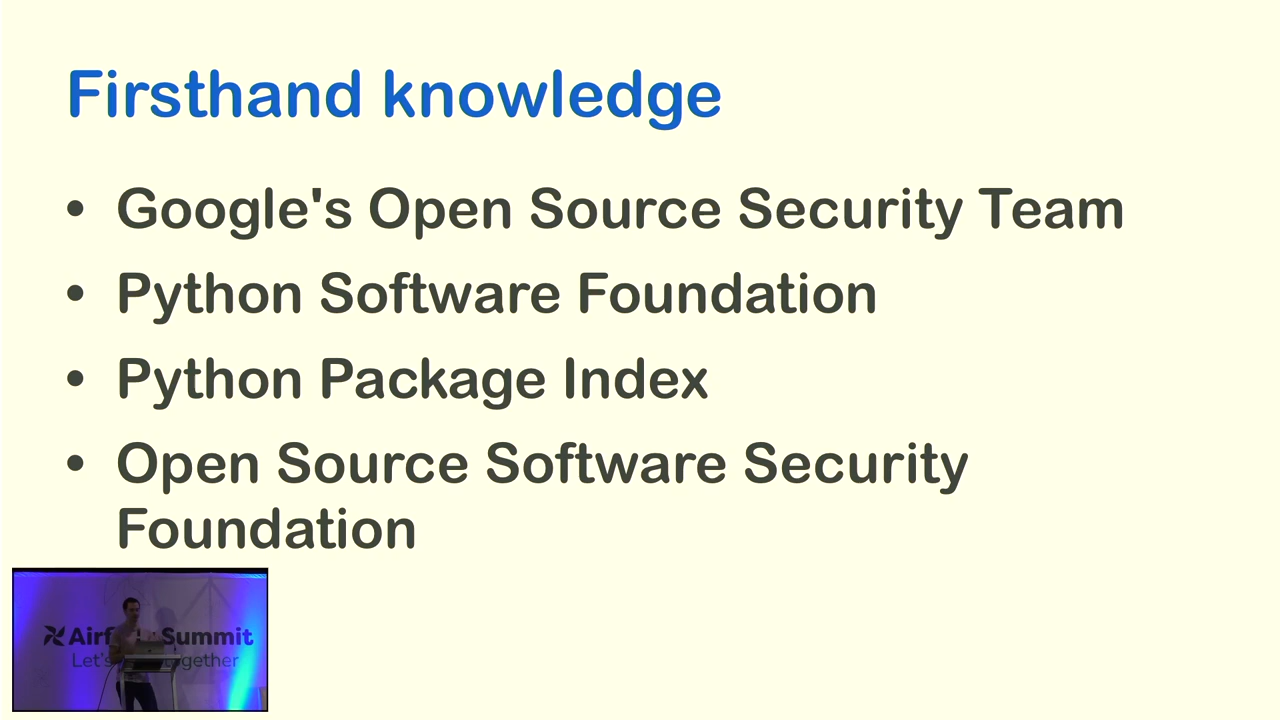 Firsthand knowledge
• Google's Open Source Security Team
• Python Software Foundation
• Python Package Index
• Open Source Software Security
Foundation
Summit